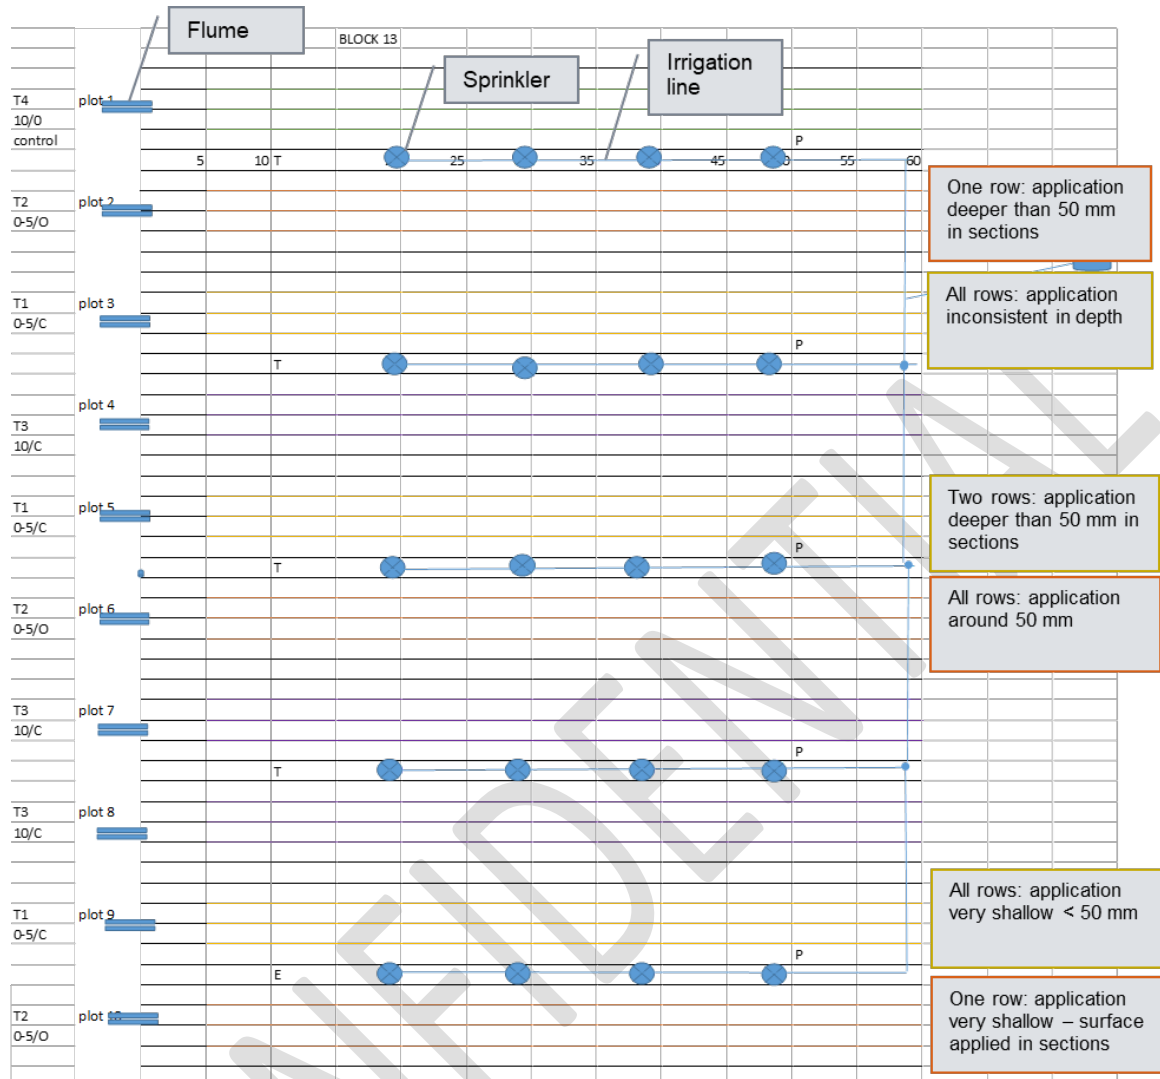 Flume
BLOCK 13
Sprinkler
Irrigation
line
T4
plot 1
10/0
control
P
5 10 T 25 35 45 55 60
One row: application
deeper than 50 mm
in sections
T2
plot 2
0-5/O
All rows: application
inconsistent in depth
T1
plot 3
0-5/C
P
T
plot 4
T3
10/C
Two rows: application
deeper than 50 mm in
sections
T1
plot 5
0-5/C
P
T
All rows: application
around 50 mm
T2
plot 6
0-5/O
T3
plot 7
10/C
P
T
T3
plot 8
10/C
All rows: application
very shallow < 50 mm
T1
plot 9
0-5/C
P
E
One row: application
very shallow – surface
applied in sections
T2
plot
0-5/O
NFIDENTIAL